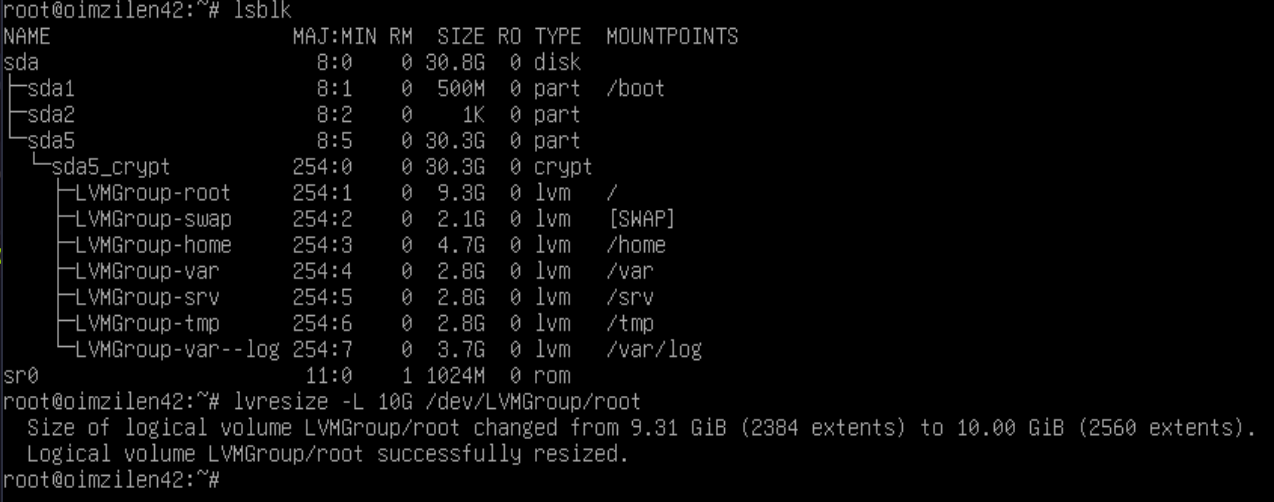 root@oimzilen42:~# lsblk
NAME                    MAJ:MIN RM  SIZE RO TYPE  MOUNTPOINTS
sda                       8:0    0 30.8G  0 disk
├─sda1                    8:1    0  500M  0 part  /boot
├─sda2                    8:2    0    1K  0 part
└─sda5                    8:5    0 30.3G  0 part
  └─sda5_crypt          254:0    0 30.3G  0 crypt
    ├─LVMGroup-root     254:1    0  9.3G  0 lvm   /
    ├─LVMGroup-swap     254:2    0  2.1G  0 lvm   [SWAP]
    ├─LVMGroup-home     254:3    0  4.7G  0 lvm   /home
    ├─LVMGroup-var      254:4    0  2.8G  0 lvm   /var
    ├─LVMGroup-srv      254:5    0  2.8G  0 lvm   /srv
    ├─LVMGroup-tmp      254:6    0  2.8G  0 lvm   /tmp
    └─LVMGroup-var--log 254:7    0  3.7G  0 lvm   /var/log
sr0                      11:0    1 1024M  0 rom
root@oimzilen42:~# lvresize -L 10G /dev/LVMGroup/root
  Size of logical volume LVMGroup/root changed from 9.31 GiB (2384 extents) to 10.00 GiB (2560 extents).
  Logical volume LVMGroup/root successfully resized.
root@oimzilen42:~#